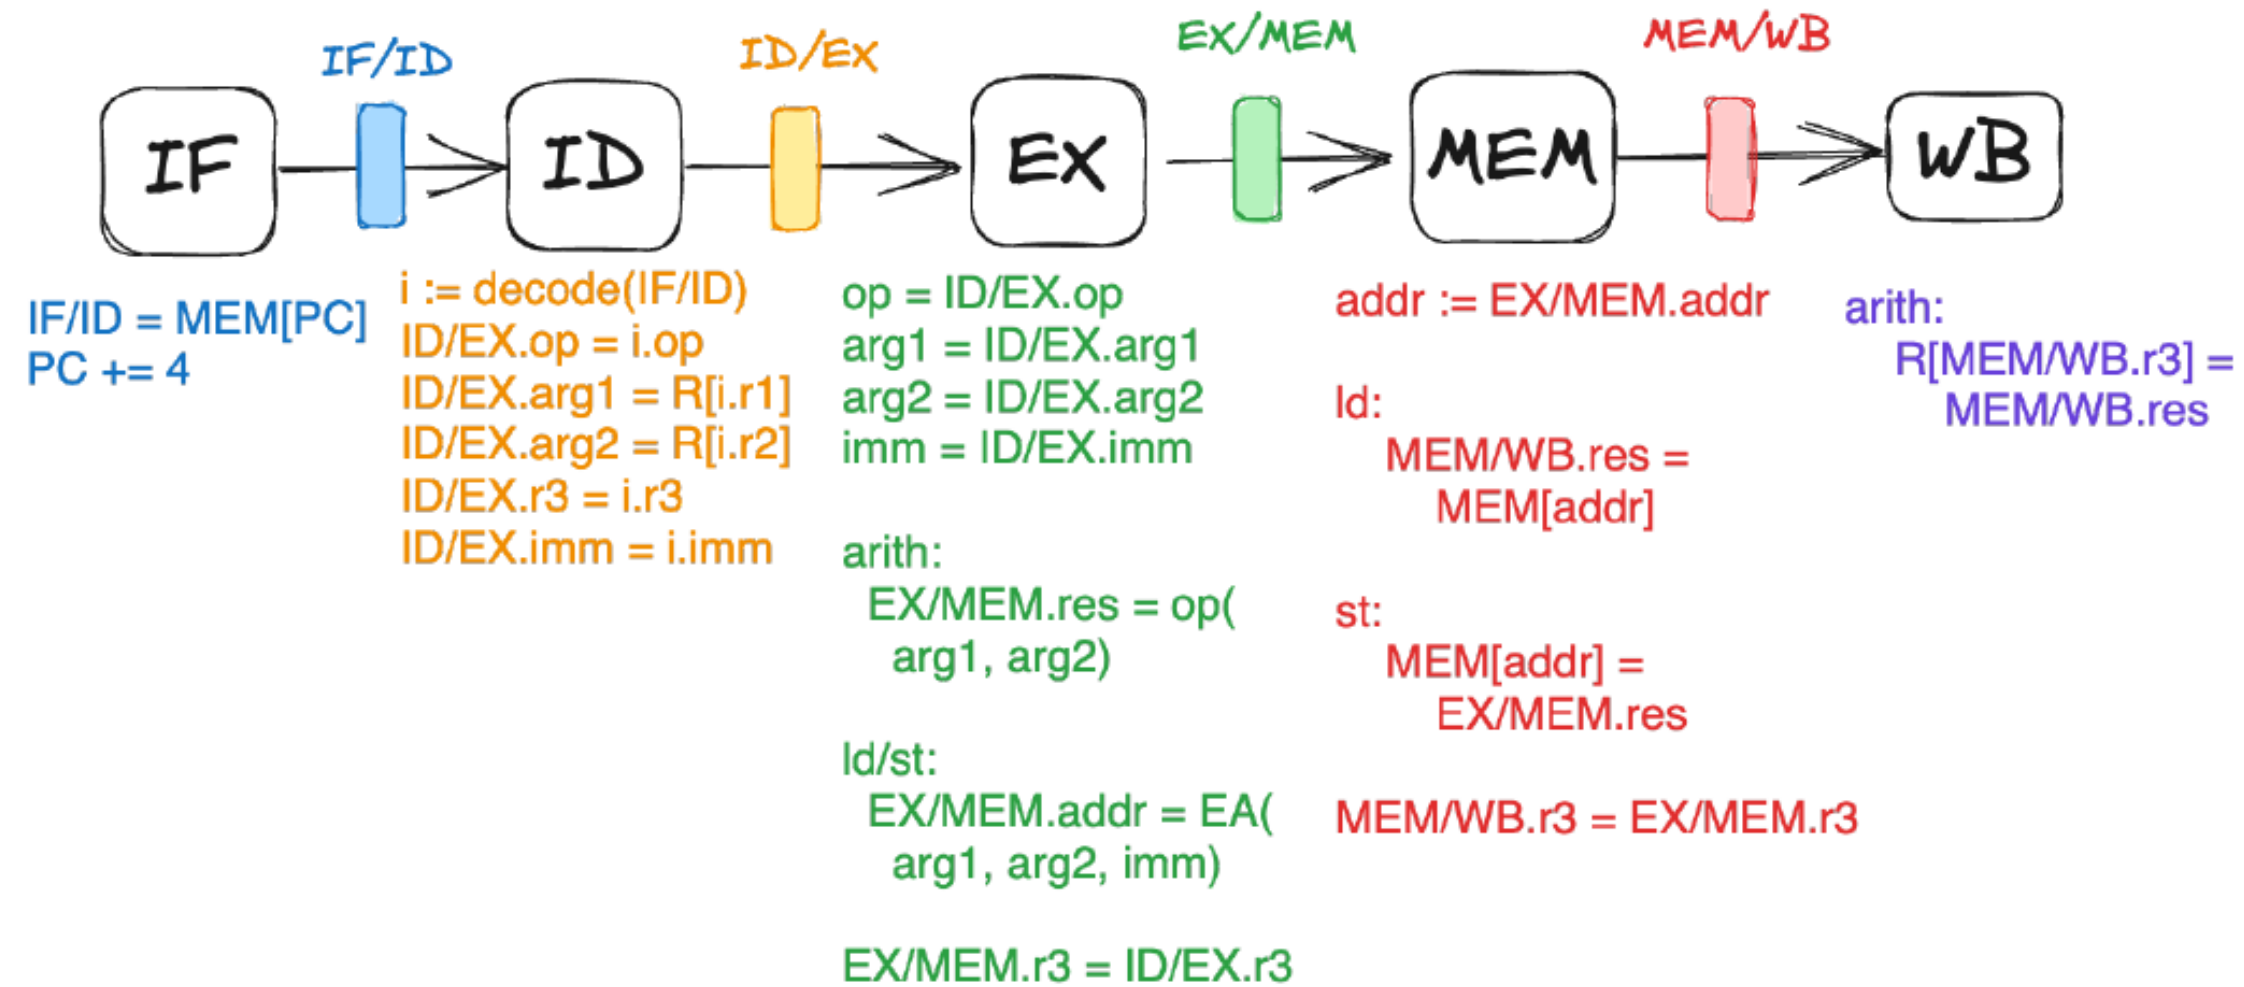 IF/ID
ID/EX
EX/MEM
MEM/WB
IF
ID
EX
MEM
WB
IF/ID = MEM[PC]
PC += 4
i := decode(IF/ID)
ID/EX.op = i.op
ID/EX.arg1 = R[i.r1]
ID/EX.arg2 = R[i.r2]
ID/EX.r3 = i.r3
ID/EX.imm = i.imm
op = ID/EX.op
arg1 = ID/EX.arg1
arg2 = ID/EX.arg2
imm = ID/EX.imm
arith:
EX/MEM.res = op(
arg1, arg2)
ld/st:
EX/MEM.addr = EA(
arg1, arg2, imm)
EX/MEM.r3 = ID/EX.r3
addr := EX/MEM.addr
ld:
MEM/WB.res =
MEM[addr]
st:
MEM[addr] =
EX/MEM.res
MEM/WB.r3 = EX/MEM.r3
arith:
R[MEM/WB.r3] =
MEM/WB.res